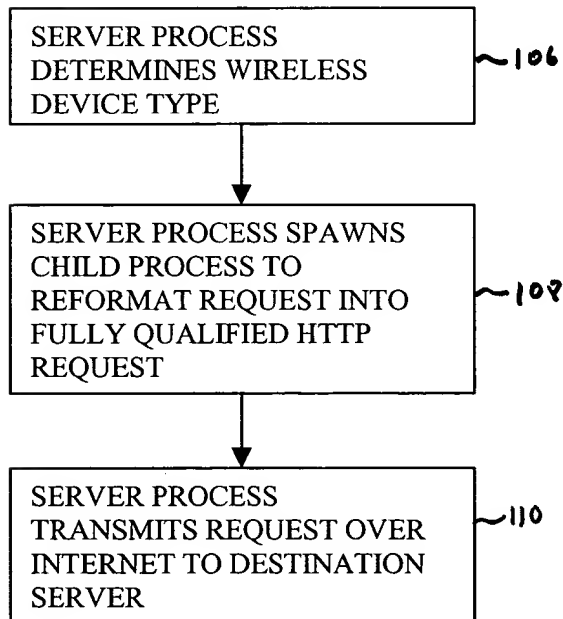 SERVER PROCESS
DETERMINES WIRELESS
DEVICE TYPE
106
SERVER PROCESS SPAWNS
CHILD PROCESS TO
REFORMAT REQUEST INTO
FULLY QUALIFIED HTTP
REQUEST
108
SERVER PROCESS
TRANSMITS REQUEST OVER
INTERNET TO DESTINATION
SERVER
110